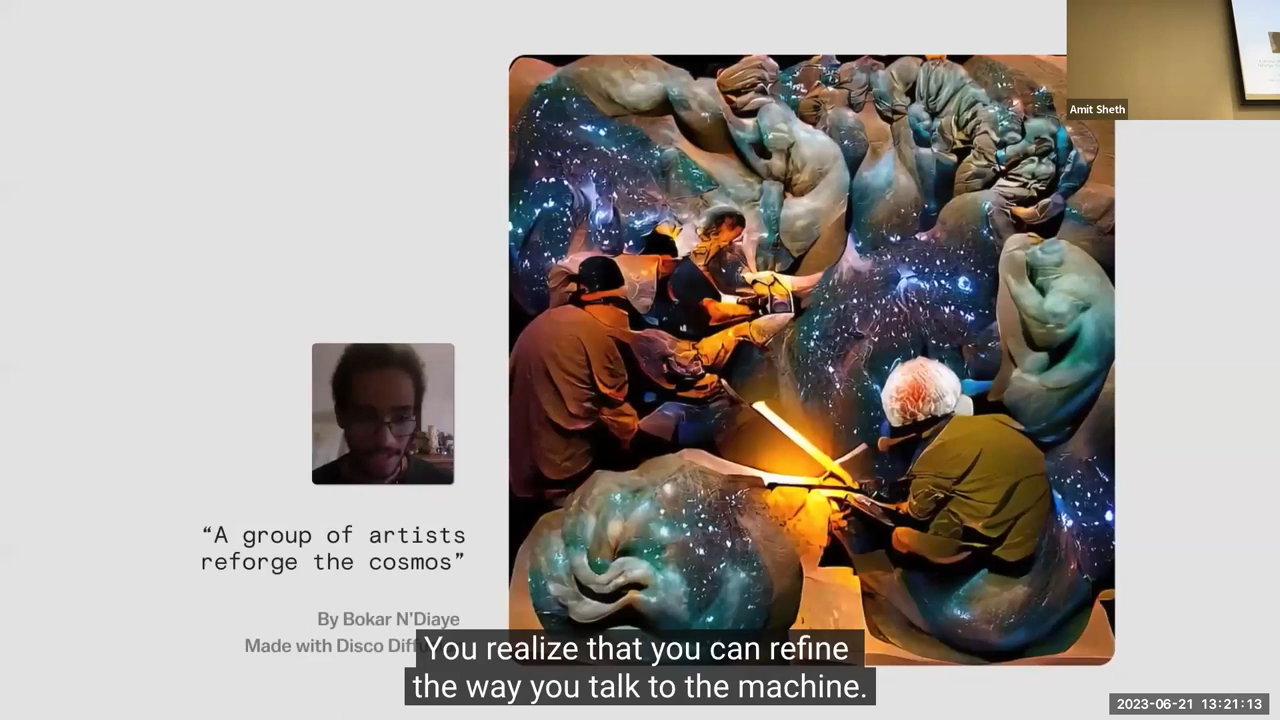 Amit Sheth
“A group of artists
reforge the cosmos”
By Bokar N’Diaye
Made with Disco
You realize that you can refine
the way you talk to the machine.
2023-06-21 13:21:13